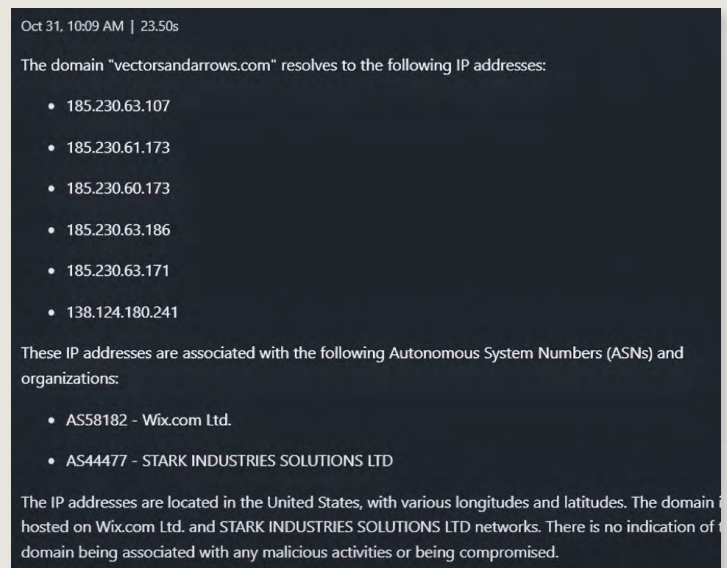 Oct 31, 10:09 AM | 23.50s
The domain "vectorsandarrows.com" resolves to the following IP addresses:
• 185.230.63.107
• 185.230.61.173
• 185.230.60.173
• 185.230.63.186
• 185.230.63.171
• 138.124.180.241
These IP addresses are associated with the following Autonomous System Numbers (ASNs) and
organizations:
• AS58182 - Wix.com Ltd.
• AS44477 - STARK INDUSTRIES SOLUTIONS LTD
The IP addresses are located in the United States, with various longitudes and latitudes. The domain
hosted on Wix.com Ltd. and STARK INDUSTRIES SOLUTIONS LTD networks. There is no indication of
domain being associated with any malicious activities or being compromised.